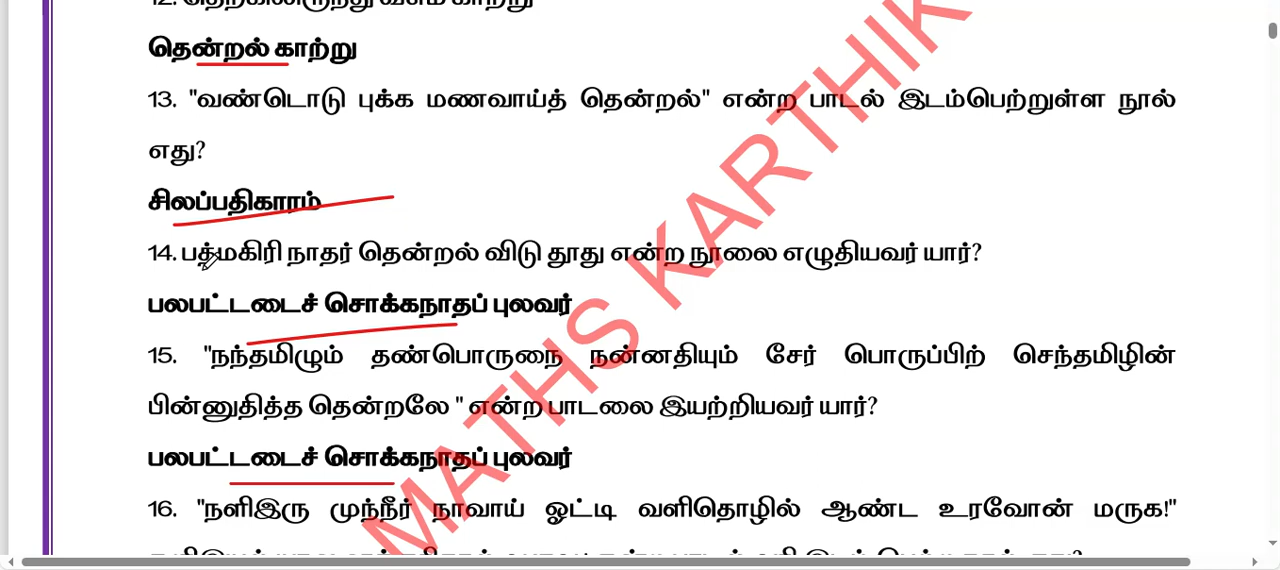 12. தெற்கிலிருந்து வீசும் காற்று
தென்றல் காற்று
13. "வண்டொடு புக்க மணவாய்த் தென்றல்" என்ற பாடல் இடம்பெற்றுள்ள நூல்
எது?
சிலப்பதிகாரம்
14. பத்மகிரி நாதர் தென்றல் விடு தூது என்ற நூலை எழுதியவர் யார்?
பலபட்டடைச் சொக்கநாதப் புலவர்
15. "நந்தமிழும் தண்பொருநை நன்னதியும் சேர் பொருப்பிற் செந்தமிழின்
பின்னுதித்த தென்றலே " என்ற பாடலை இயற்றியவர் யார்?
பலபட்டடைச் சொக்கநாதப் புலவர்
16. "நளிஇரு முந்நீர் நாவாய் ஓட்டி வளிதொழில் ஆண்ட உரவோன் மருக!"
MATHS KARTHIK